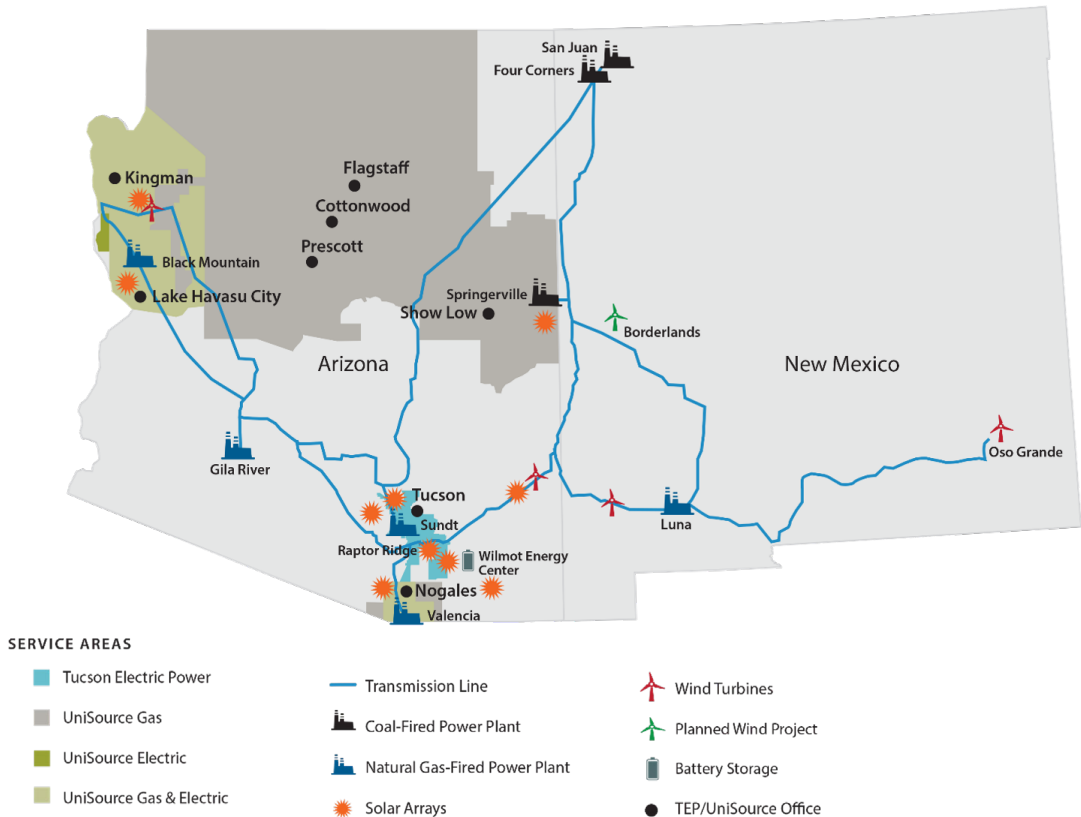 San Juan
Four Corners
Flagstaff
Kingman
Cottonwood
Prescott
Black Mountain
Lake Havasu City
Springerville
Show Low
Borderlands
Arizona
New Mexico
Oso Grande
Gila River
Tucson
Sundt
Luna
Raptor Ridge
Wilmot Energy
Center
Nogales
Valencia
SERVICE AREAS
Tucson Electric Power
UniSource Gas
UniSource Electric
UniSource Gas & Electric
Transmission Line
Coal-Fired Power Plant
Natural Gas-Fired Power Plant
Solar Arrays
Wind Turbines
Planned Wind Project
Battery Storage
TEP/UniSource Office